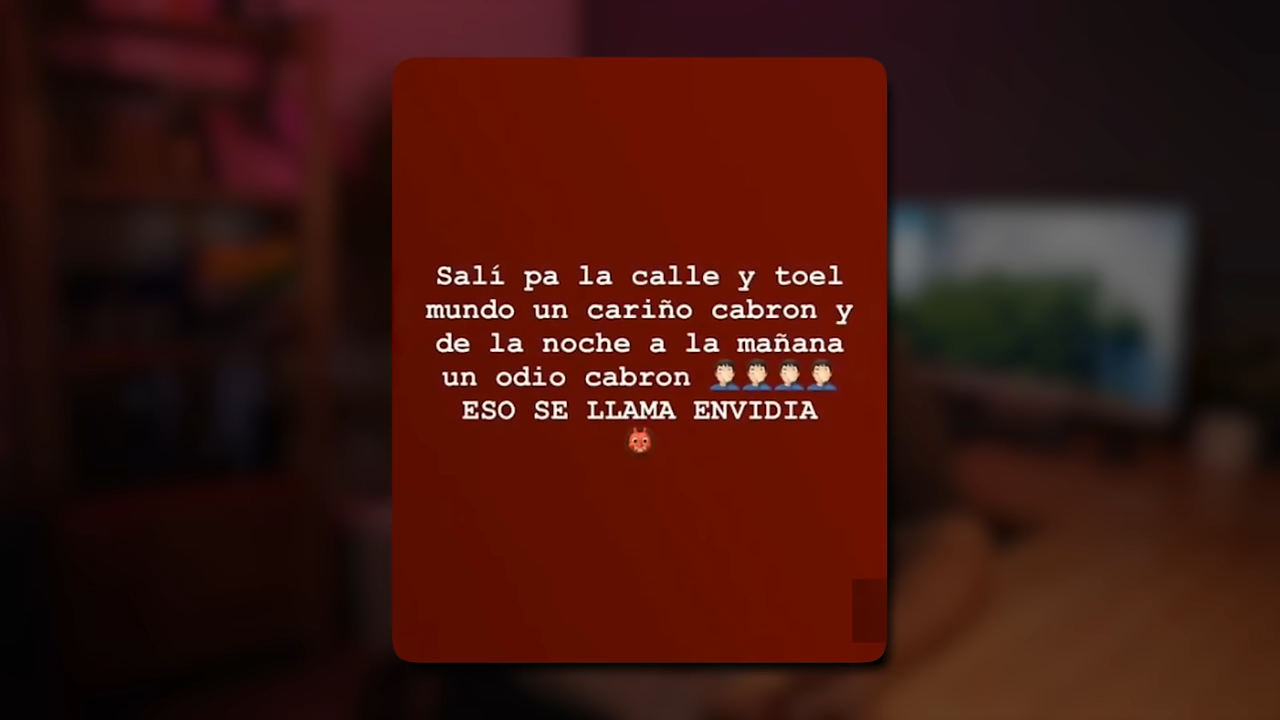 Salí pa la calle y toel
mundo un cariño cabron y
de la noche a la mañana
un odio cabron 🤦🏻‍♂️🤦🏻‍♂️🤦🏻‍♂️🤦🏻‍♂️
ESO SE LLAMA ENVIDIA
👹